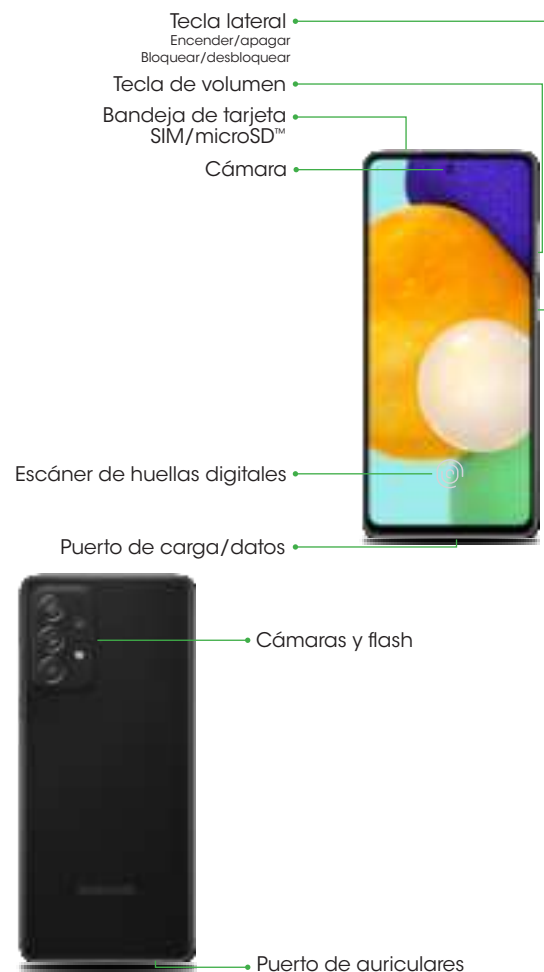 Tecla lateral
Encender/apagar
Bloquear/desbloquear
Tecla de volumen
Bandeja de tarjeta
SIM/microSD™
Cámara
Escáner de huellas digitales
Puerto de carga/datos
Cámaras y flash
Puerto de auriculares